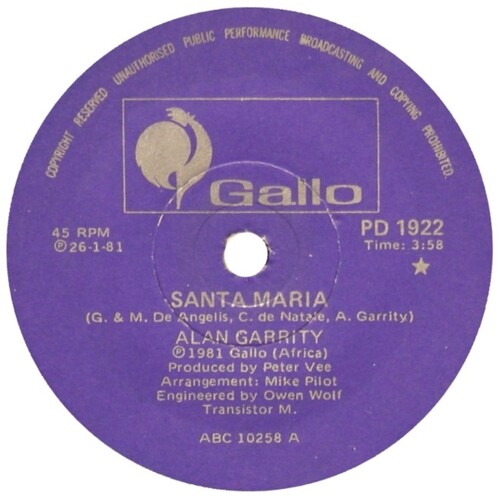 COPYRIGHT RESERVED UNAUTHORISED PUBLIC PERFORMANCE BROADCASTING AND COPYING PROHIBITED
Gallo
45 RPM
℗26-1-81
PD 1922
Time: 3:58
SANTA MARIA
(G. & M. De Angelis, C. de Natale, A. Garrity)
ALAN GARRITY
℗1981 Gallo (Africa)
Produced by Peter Vee
Arrangement: Mike Pilot
Engineered by Owen Wolf
Transistor M.
ABC 10258 A